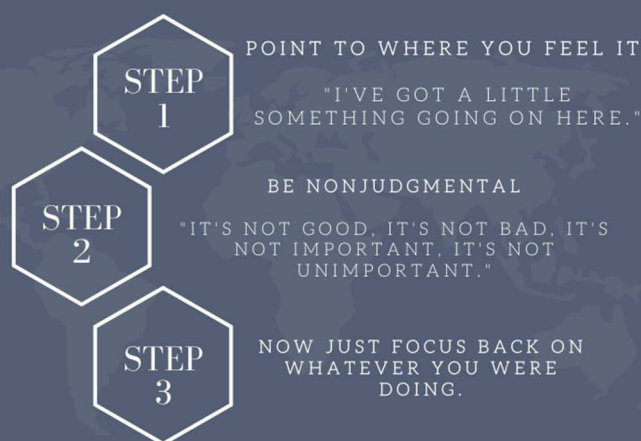 STEP
1
POINT TO WHERE YOU FEEL IT
"I'VE GOT A LITTLE
SOMETHING GOING ON HERE."
STEP
2
BE NONJUDGMENTAL
"IT'S NOT GOOD, IT'S NOT BAD, IT'S
NOT IMPORTANT, IT'S NOT
UNIMPORTANT."
STEP
3
NOW JUST FOCUS BACK ON
WHATEVER YOU WERE
DOING.